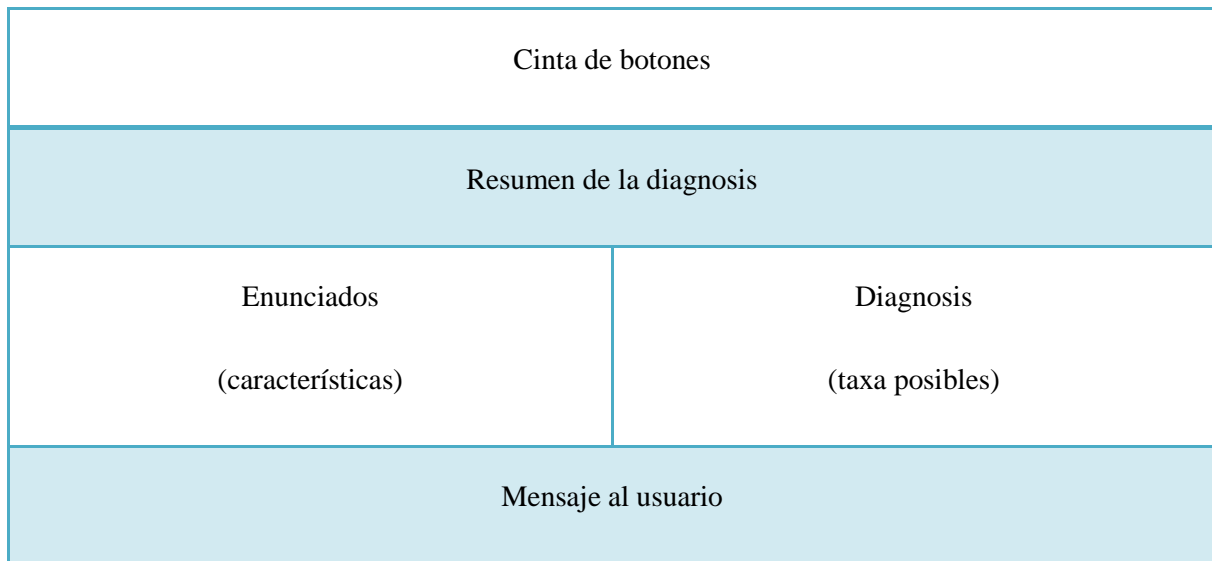 Cinta de botones
Resumen de la diagnosis
Enunciados
(características)
Diagnosis
(taxa posibles)
Mensaje al usuario